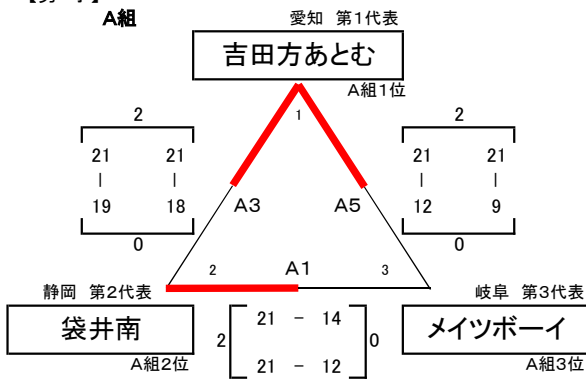 A組
愛知 第1代表
吉田方あとむ
A組1位
1
2
21 21
| |
19 18
0
2
21 21
| |
12 9
0
A3
A5
2
A1
3
静岡 第2代表
袋井南
A組2位
2
21 - 14
21 - 12
0
岐阜 第3代表
メイツボーイ
A組3位